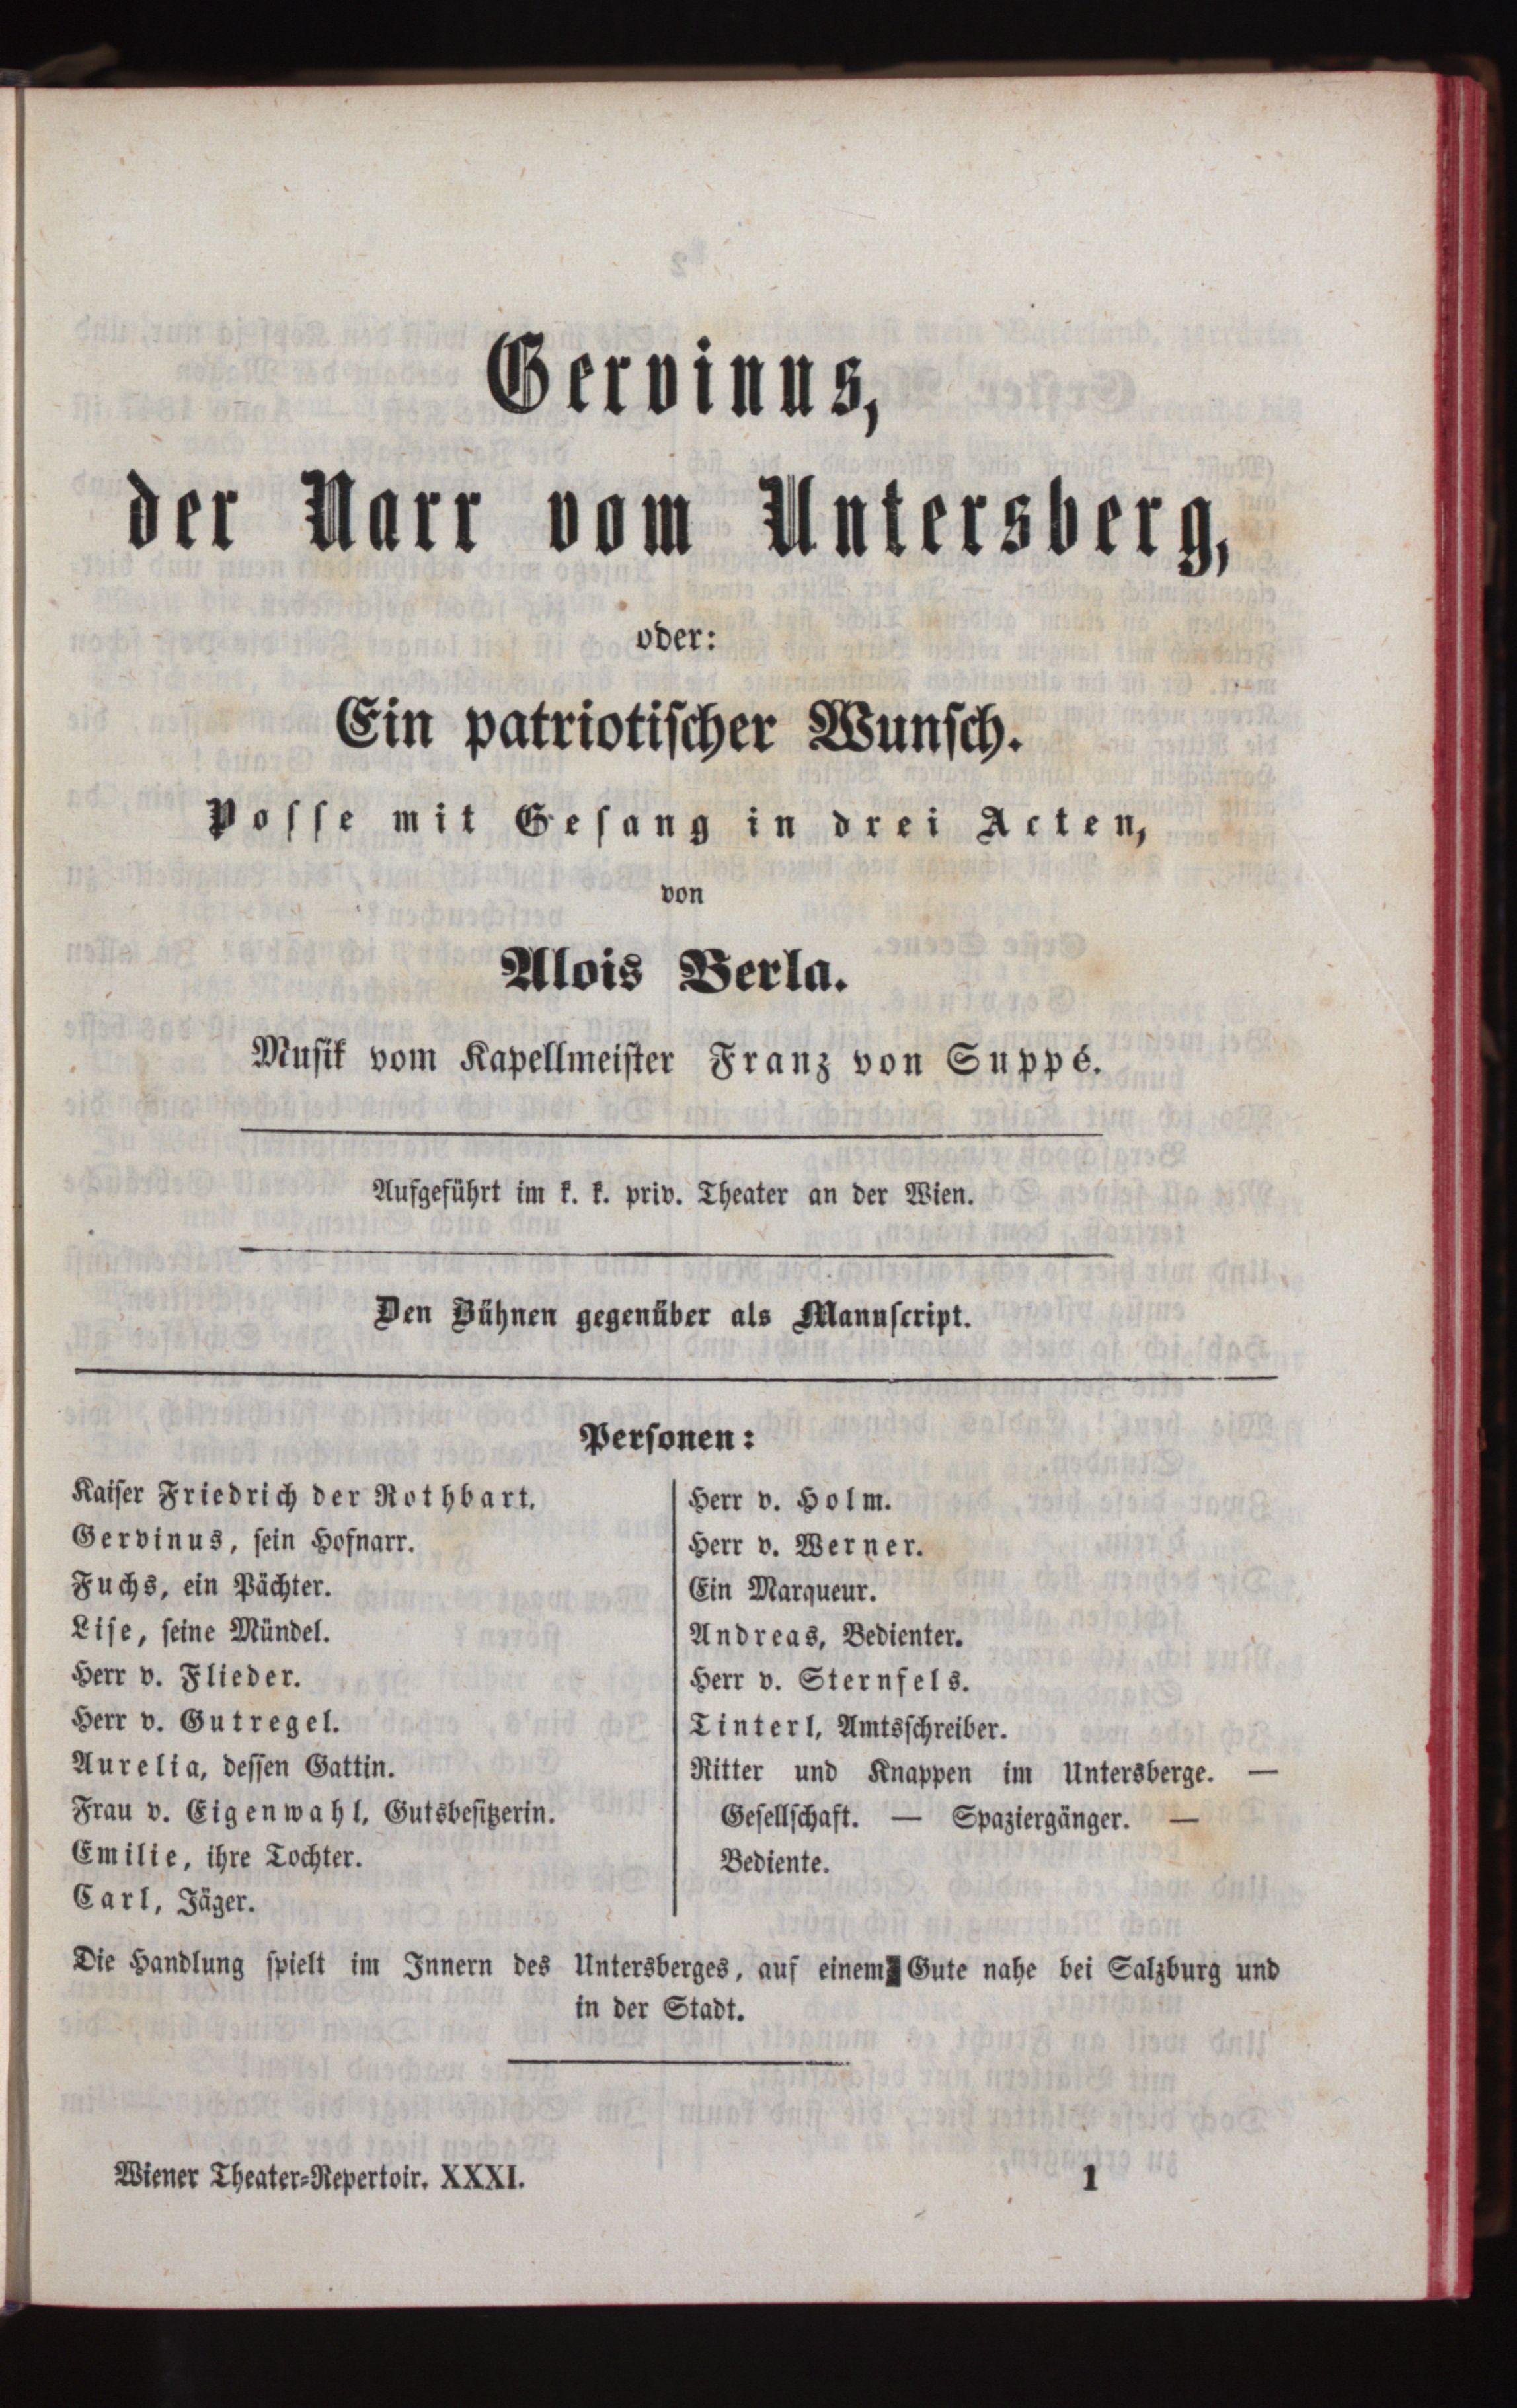 Gervinus,
der Narr vom Untersberg,
oder:
Ein patriotiſcher Wunſch.
Poſſe mit Geſang in drei Acten,
von
Alois Berla.
Muſik vom Kapellmeiſter Franz von Suppé.
Aufgeführt im k. k. priv. Theater an der Wien.
Den Bühnen gegenüber als Manuſcript.
Perſonen:
Kaiſer Friedrich der Rothbart.
Gervinus, ſein Hofnarr.
Fuchs, ein Pächter.
Liſe, ſeine Mündel.
Herr v. Flieder.
Herr v. Gutregel.
Aurelia, deſſen Gattin.
Frau v. Eigenwahl, Gutsbeſitzerin.
Emilie, ihre Tochter.
Carl, Jäger.
Herr v. Holm.
Herr v. Werner.
Ein Marqueur.
Andreas, Bedienter.
Herr v. Sternfels.
Tinterl, Amtsſchreiber.
Ritter und Knappen im Untersberge. —
Geſellſchaft. — Spaziergänger. —
Bediente.
Die Handlung ſpielt im Innern des Untersberges, auf einem Gute nahe bei Salzburg und
in der Stadt.
Wiener Theater-Repertoir. XXXI.
1